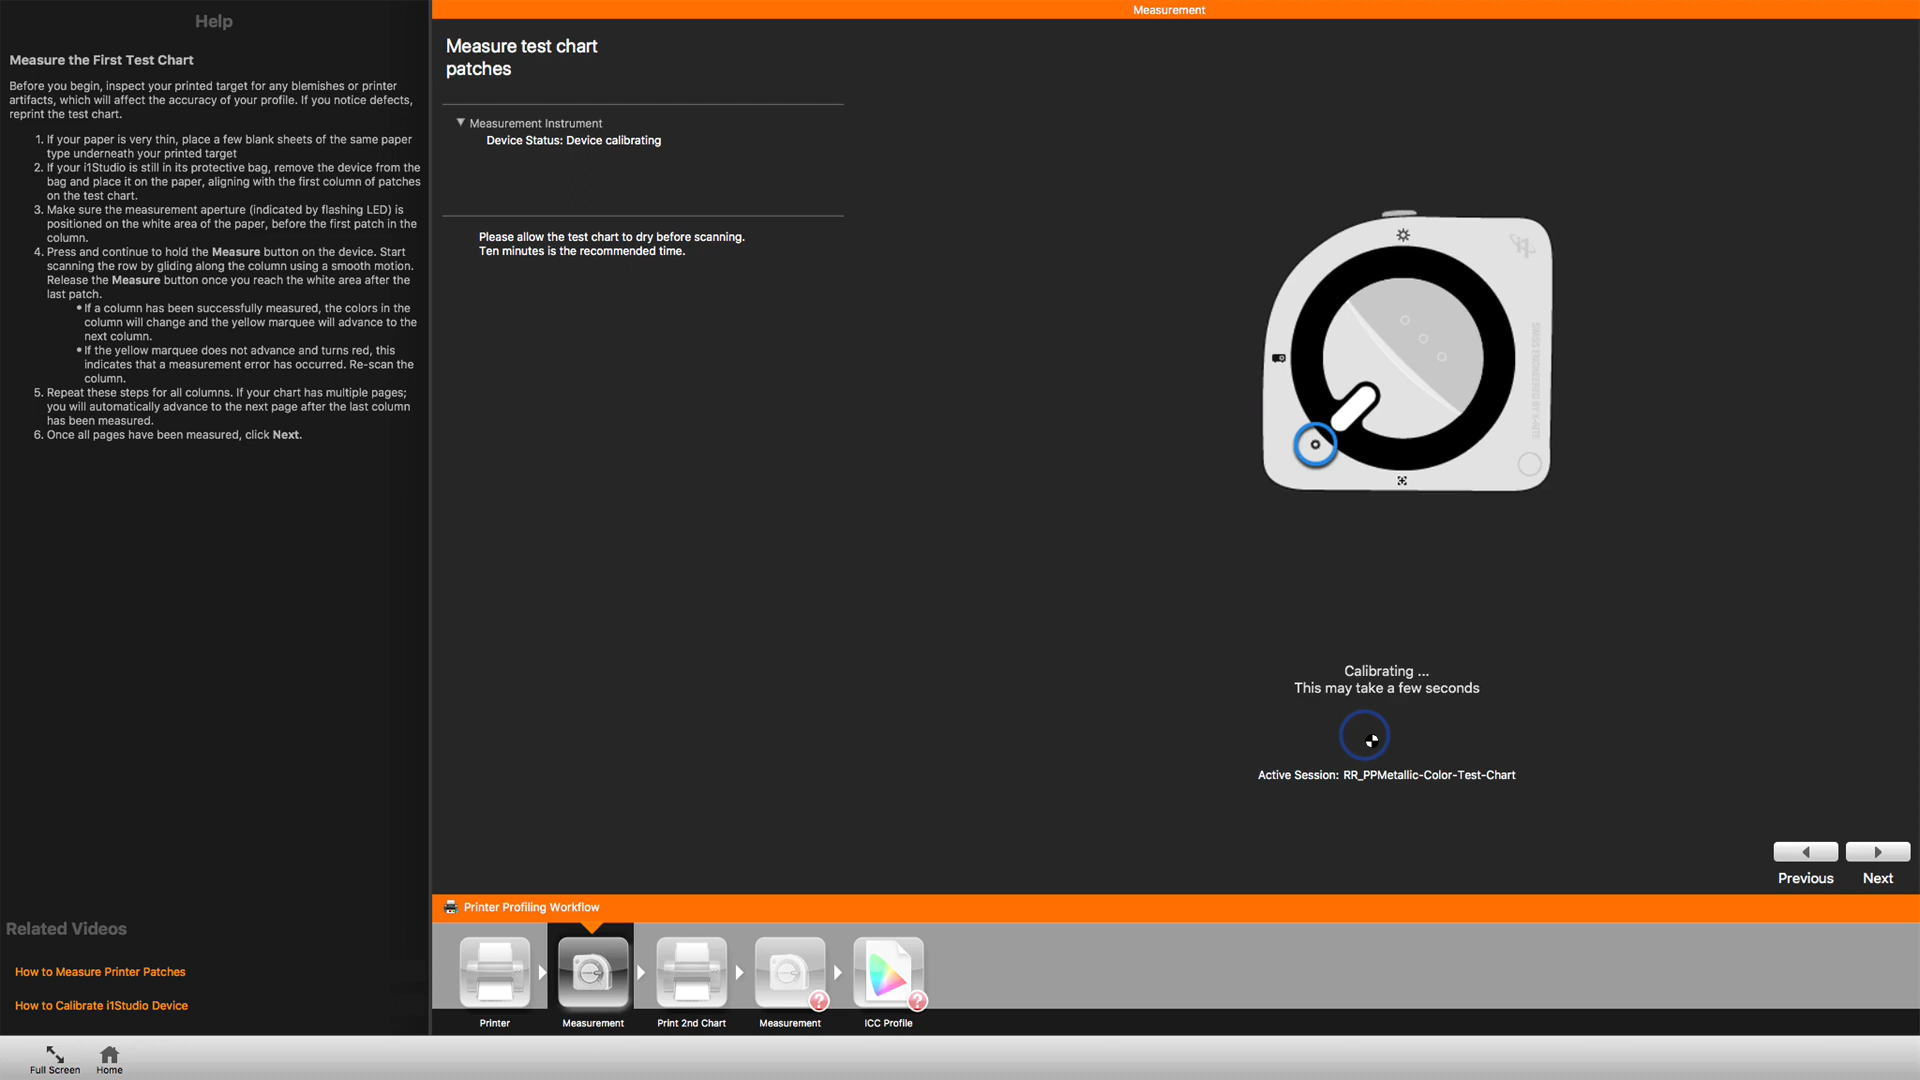 Help
Measure the First Test Chart
Before you begin, inspect your printed target for any blemishes or printer
artifacts, which will affect the accuracy of your profile. If you notice defects,
reprint the test chart.
1. If your paper is very thin, place a few blank sheets of the same paper
type underneath your printed target
2. If your i1Studio is still in its protective bag, remove the device from the
bag and place it on the paper, aligning with the first column of patches
on the test chart.
3. Make sure the measurement aperture (indicated by flashing LED) is
positioned on the white area of the paper, before the first patch in the
column.
4. Press and continue to hold the Measure button on the device. Start
scanning the row by gliding along the column using a smooth motion.
Release the Measure button once you reach the white area after the
last patch.
• If a column has been successfully measured, the colors in the
column will change and the yellow marquee will advance to the
next column.
• If the yellow marquee does not advance and turns red, this
indicates that a measurement error has occurred. Re-scan the
column.
5. Repeat these steps for all columns. If your chart has multiple pages;
you will automatically advance to the next page after the last column
has been measured.
6. Once all pages have been measured, click Next.
Related Videos
How to Measure Printer Patches
How to Calibrate i1Studio Device
Measurement
Measure test chart
patches
Measurement Instrument
Device Status: Device calibrating
Please allow the test chart to dry before scanning.
Ten minutes is the recommended time.
SWISS ENGINEERED BY X-RITE
Calibrating ...
This may take a few seconds
Active Session: RR_PPMetallic-Color-Test-Chart
Previous
Next
Printer Profiling Workflow
Printer
Measurement
Print 2nd Chart
?
Measurement
?
ICC Profile
Full Screen
Home